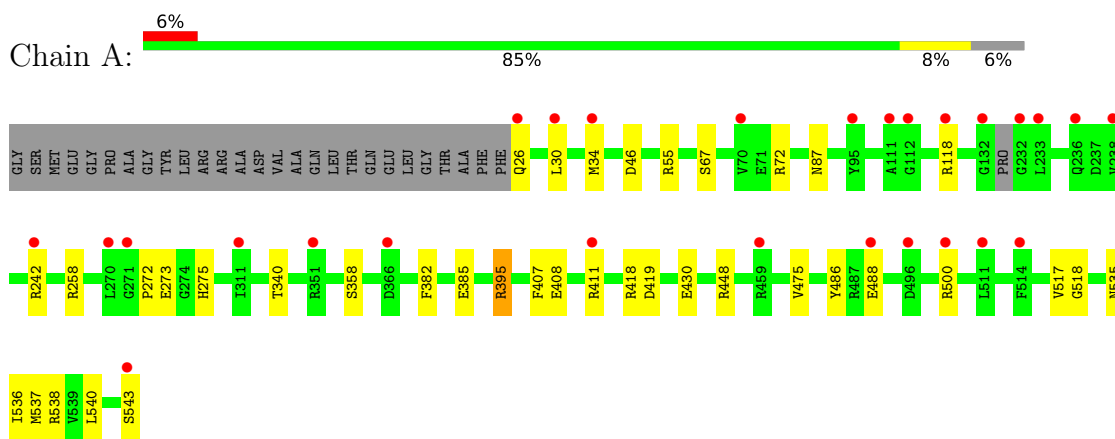 6%
Chain A:
85% 8% 6%
GLY SER MET GLU GLY PRO ALA GLY TYR LEU ARG ARG ALA ASP VAL ALA GLN LEU THR GLN GLU LEU GLY THR ALA PHE PHE Q26 L30 M34 D46 R55 S67 V70 E71 R72 N87 Y95 A111 G112 R118 G132 PRO G232 L233 Q236 D237 V238
R242 R258 L270 G271 P272 E273 G274 H275 I311 T340 R351 S358 D366 F382 E385 R395 F407 E408 R411 R418 D419 E430 R448 R459 V475 Y486 R487 E488 D496 R500 L511 F514 V517 G518 N535
I536 M537 R538 V539 L540 S543